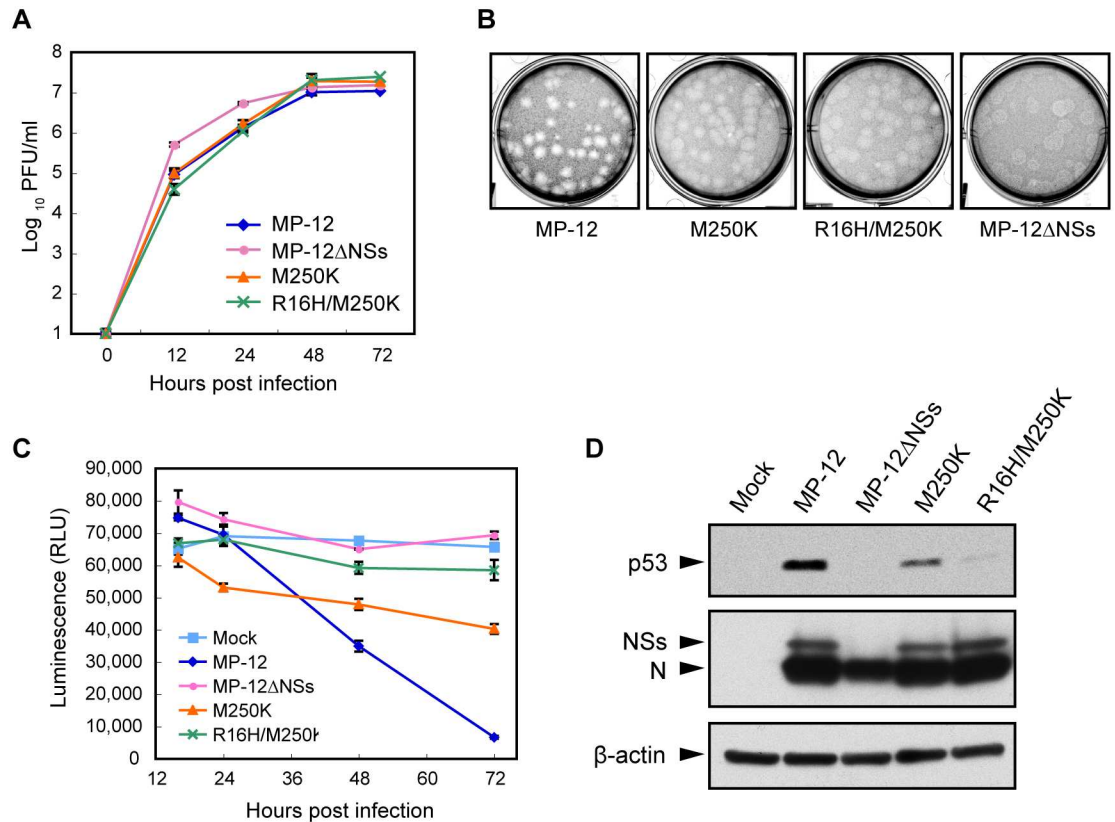 A
8
7
6
5
4
3
2
1
Log 10 PFU/ml
0 12 24 48 72
Hours post infection
MP-12
MP-12ΔNSs
M250K
R16H/M250K
B
MP-12 M250K R16H/M250K MP-12ΔNSs
C
90,000
80,000
70,000
60,000
50,000
40,000
30,000
20,000
10,000
0
Luminescence (RLU)
12 24 36 48 60 72
Hours post infection
Mock
MP-12
MP-12ΔNSs
M250K
R16H/M250K
D
Mock MP-12 MP-12ΔNSs M250K R16H/M250K
p53
NSs
N
β-actin